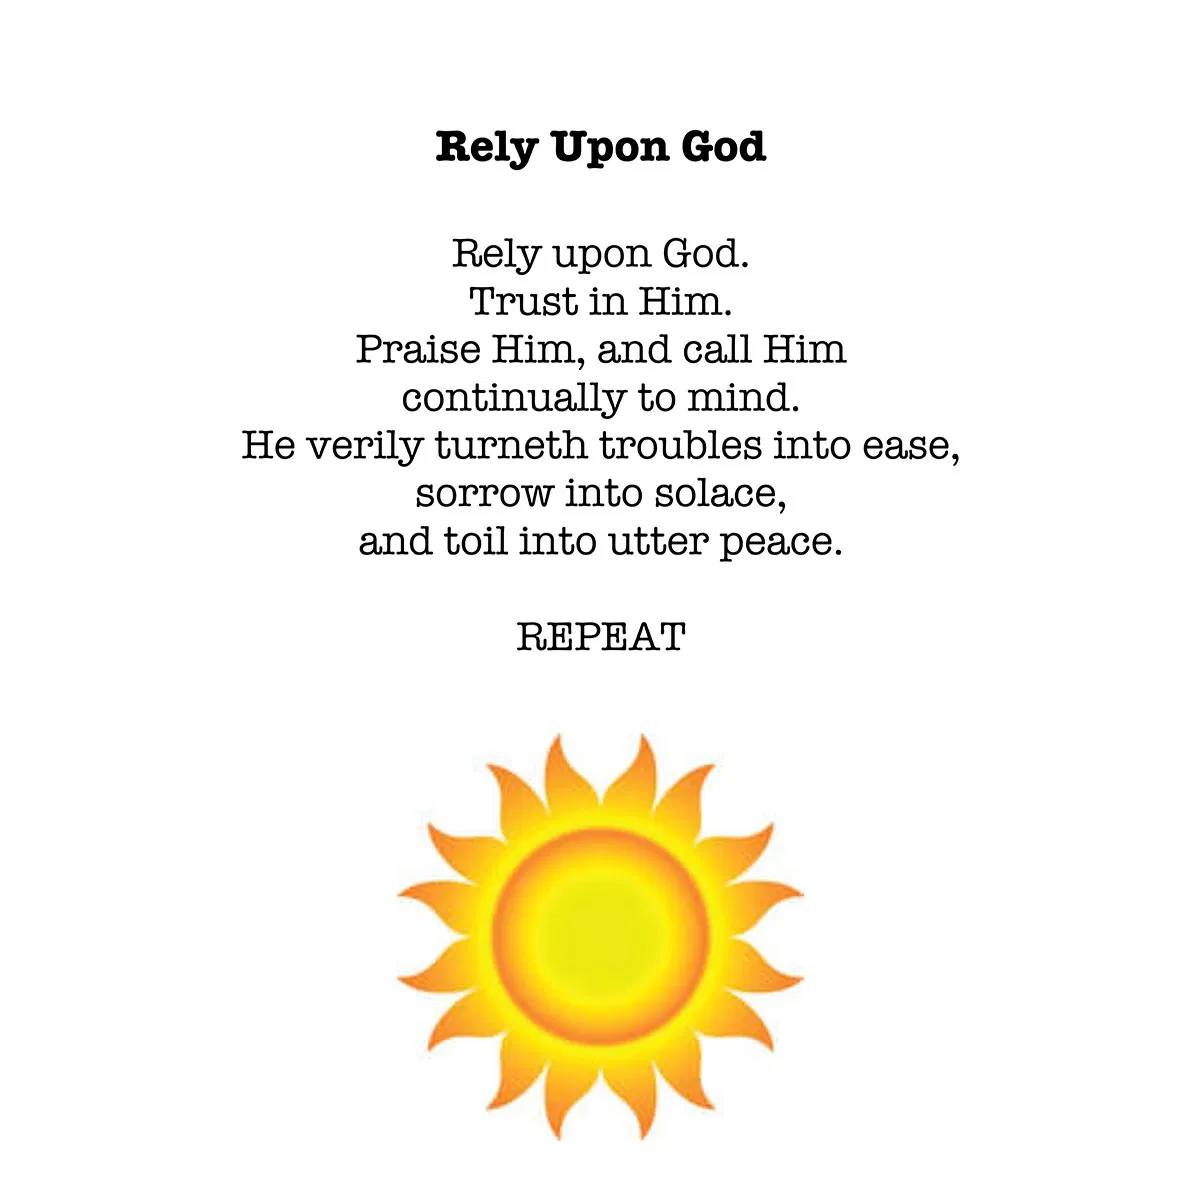 Rely Upon God
Rely upon God.
Trust in Him.
Praise Him, and call Him
continually to mind.
He verily turneth troubles into ease,
sorrow into solace,
and toil into utter peace.
REPEAT